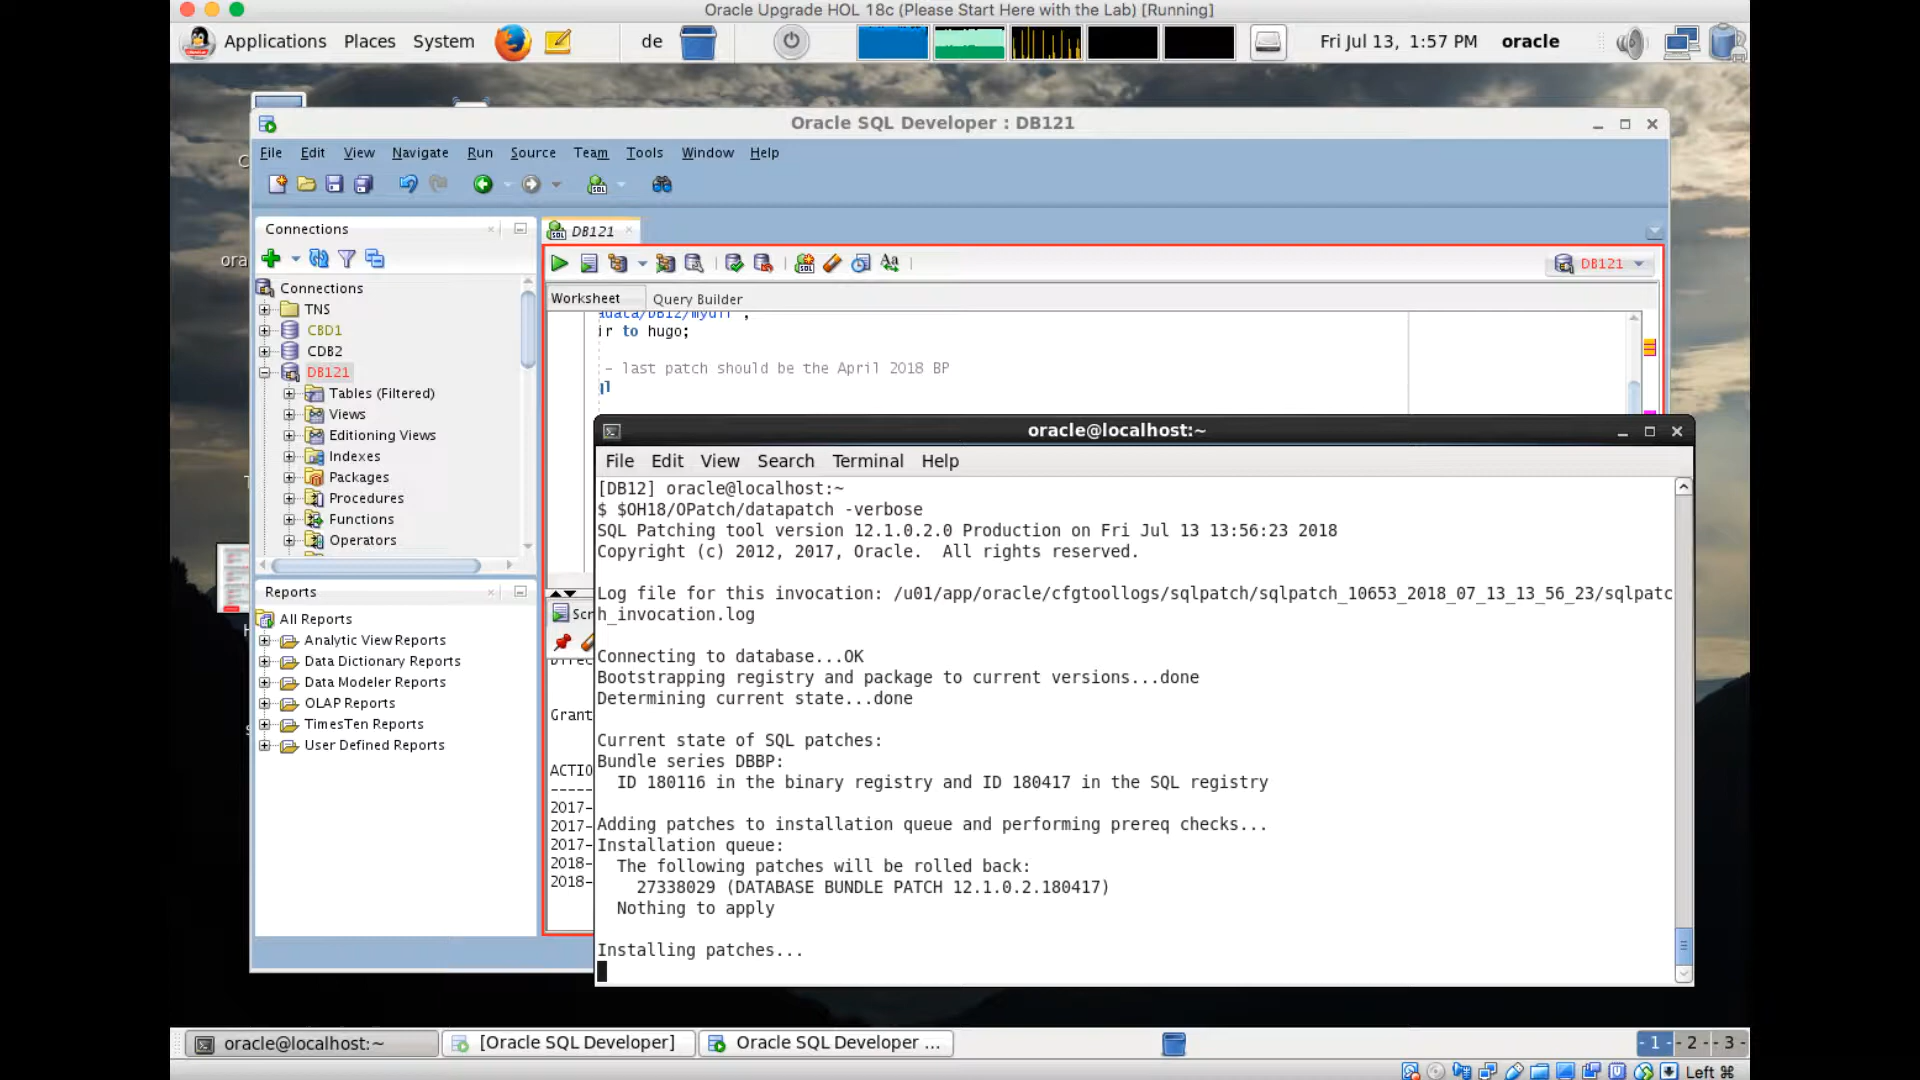 Oracle Upgrade HOL 18c (Please Start Here with the Lab) [Running]
Applications Places System de Fri Jul 13, 1:57 PM oracle
Oracle SQL Developer : DB121
File Edit View Navigate Run Source Team Tools Window Help
Connections
DB121
DB121
Worksheet Query Builder
Connections
TNS
CBD1
CDB2
DB121
Tables (Filtered)
Views
Editioning Views
Indexes
Packages
Procedures
Functions
Operators
ir to hugo;
- last patch should be the April 2018 BP
ql
Reports
All Reports
Analytic View Reports
Data Dictionary Reports
Data Modeler Reports
OLAP Reports
TimesTen Reports
User Defined Reports
Scr
Grant
ACTIO
-----
2017-
2017-
2017-
2018-
2018-
oracle@localhost:~
File Edit View Search Terminal Help
[DB12] oracle@localhost:~
$ $OH18/OPatch/datapatch -verbose
SQL Patching tool version 12.1.0.2.0 Production on Fri Jul 13 13:56:23 2018
Copyright (c) 2012, 2017, Oracle.  All rights reserved.
Log file for this invocation: /u01/app/oracle/cfgtoollogs/sqlpatch/sqlpatch_10653_2018_07_13_13_56_23/sqlpatc
h_invocation.log
Connecting to database...OK
Bootstrapping registry and package to current versions...done
Determining current state...done
Current state of SQL patches:
Bundle series DBBP:
ID 180116 in the binary registry and ID 180417 in the SQL registry
Adding patches to installation queue and performing prereq checks...
Installation queue:
The following patches will be rolled back:
27338029 (DATABASE BUNDLE PATCH 12.1.0.2.180417)
Nothing to apply
Installing patches...
oracle@localhost:~ [Oracle SQL Developer] Oracle SQL Developer ... - 1 - - 2 - - 3 -
Left ⌘